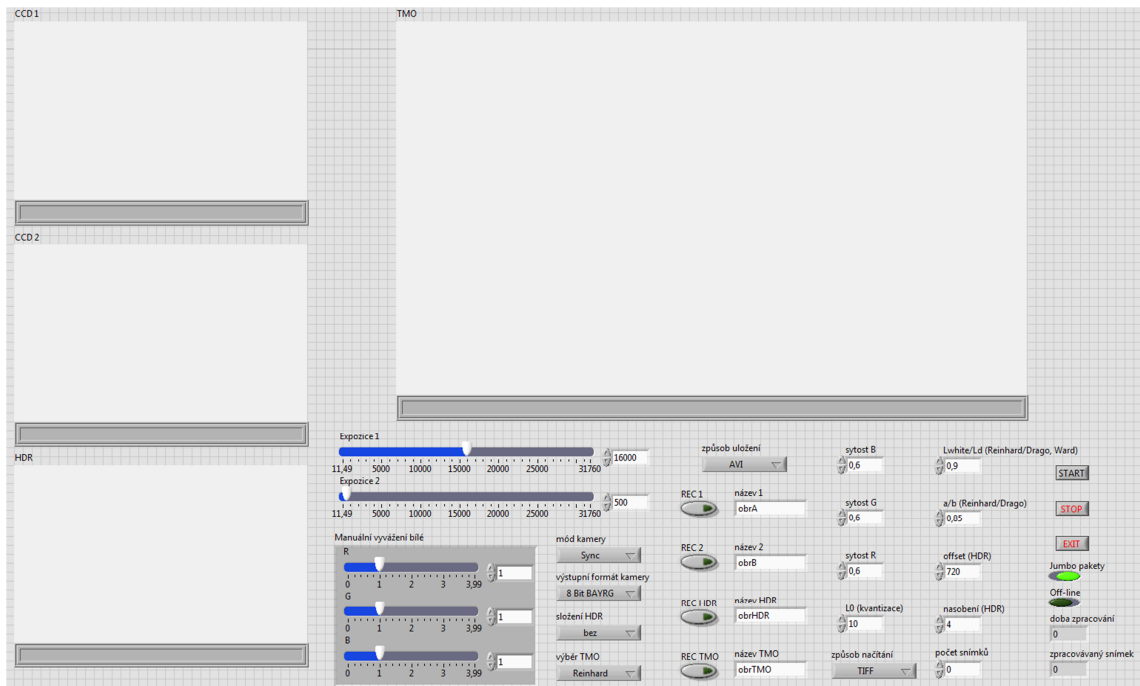 CCD 1
TMO
CCD 2
HDR
Expozice 1
16000
11,49 5000 10000 15000 20000 25000 31760
Expozice 2
500
11,49 5000 10000 15000 20000 25000 31760
Manuální vyvážení bílé
R
1
0 1 2 3 3,99
G
1
0 1 2 3 3,99
B
1
0 1 2 3 3,99
mód kamery
Sync
výstupní formát kamery
8 Bit BAYRG
složení HDR
bez
výběr TMO
Reinhard
způsob uložení
AVI
REC 1
název 1
obrA
REC 2
název 2
obrB
REC HDR
název HDR
obrHDR
REC TMO
název TMO
obrTMO
sytost B
0,6
sytost G
0,6
sytost R
0,6
L0 (kvantizace)
10
způsob načítání
TIFF
Lwhite/Ld (Reinhard/Drago, Ward)
0,9
a/b (Reinhard/Drago)
0,85
offset (HDR)
720
nasobení (HDR)
4
počet snímků
0
START
STOP
EXIT
Jumbo pakety
Off-line
doba zpracování
0
zpracovávaný snímek
0